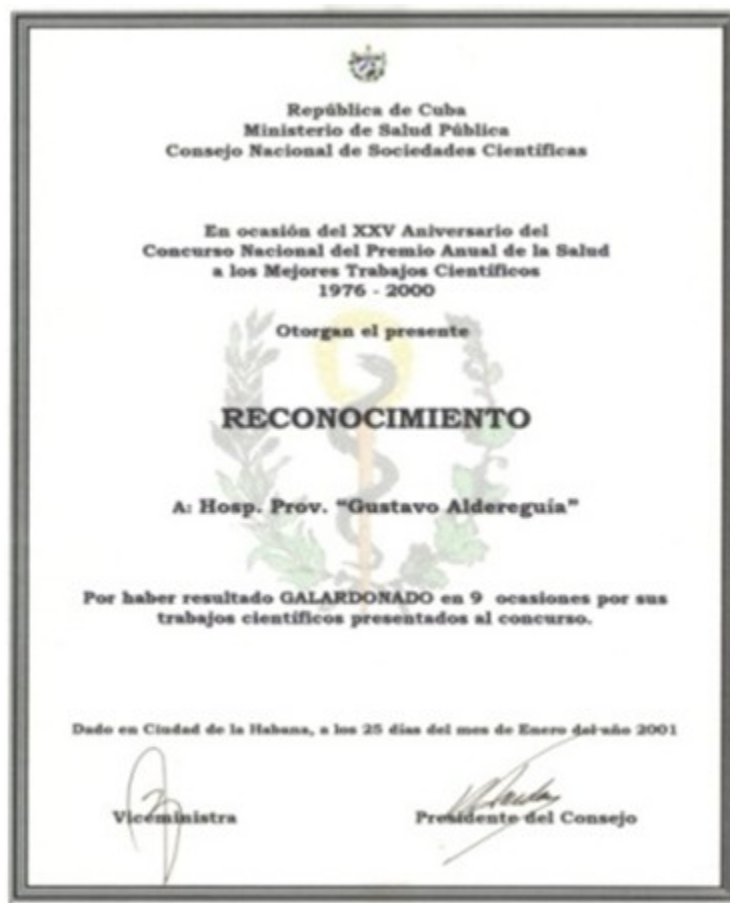 República de Cuba
Ministerio de Salud Pública
Consejo Nacional de Sociedades Científicas
En ocasión del XXV Aniversario del
Concurso Nacional del Premio Anual de la Salud
a los Mejores Trabajos Científicos
1976 - 2000
Otorgan el presente
RECONOCIMIENTO
A: Hosp. Prov. “Gustavo Aldereguía”
Por haber resultado GALARDONADO en 9 ocasiones por sus
trabajos científicos presentados al concurso.
Dado en Ciudad de la Habana, a los 25 días del mes de Enero del año 2001
Viceministra
Presidente del Consejo